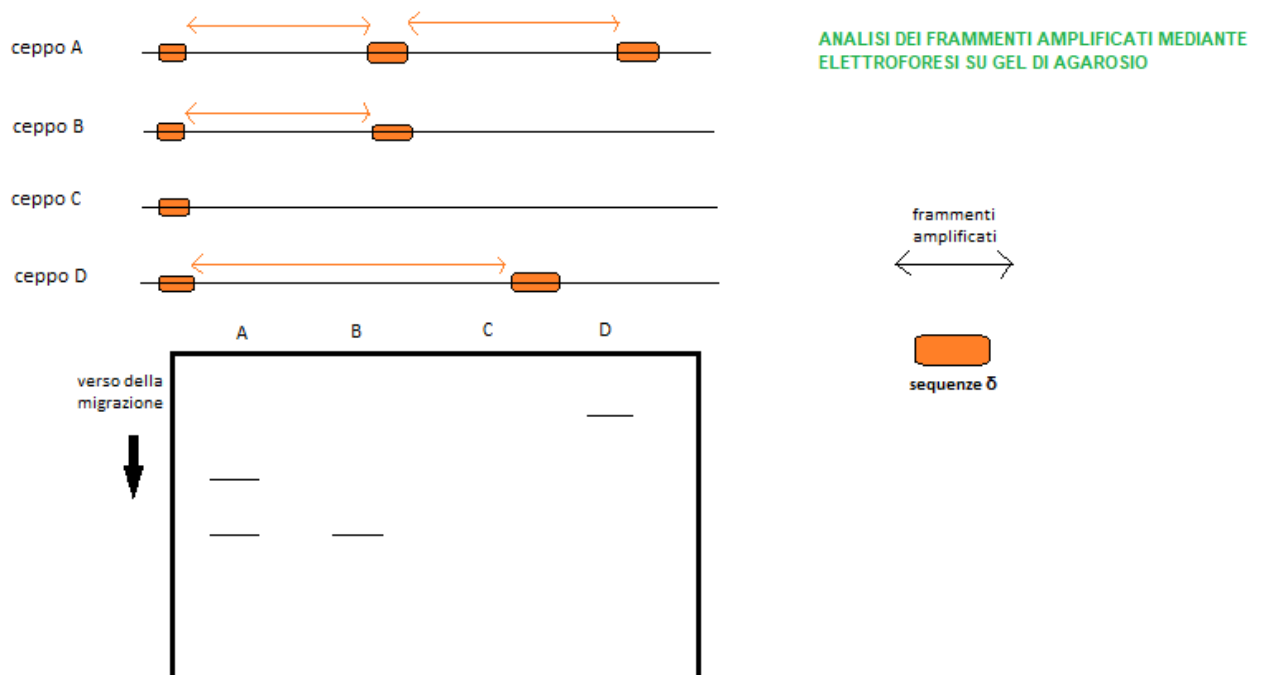 ceppo A
ANALISI DEI FRAMMENTI AMPLIFICATI MEDIANTE
ELETTROFORESI SU GEL DI AGAROSIO
ceppo B
ceppo C
frammenti
amplificati
ceppo D
A B C D
verso della
migrazione
sequenze δ